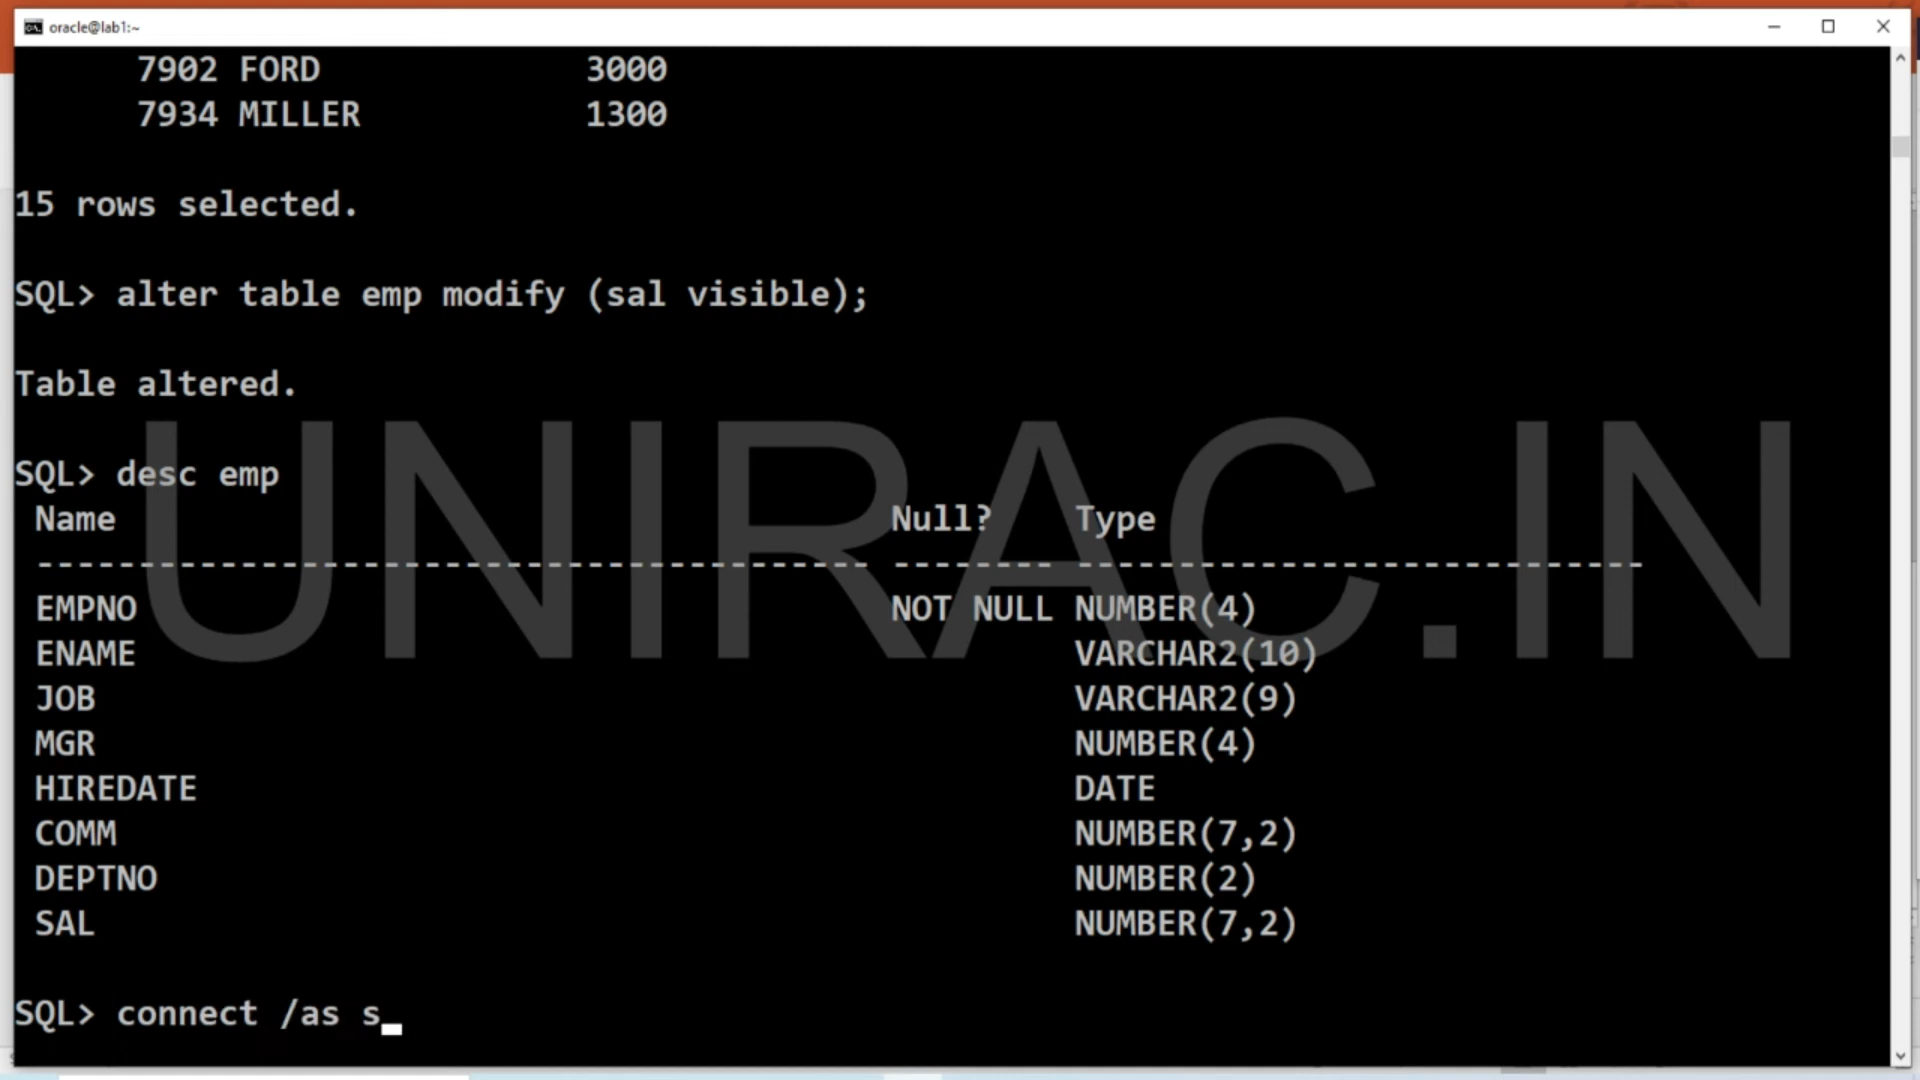 oracle@lab1:~
7902 FORD 3000
7934 MILLER 1300
15 rows selected.
SQL> alter table emp modify (sal visible);
Table altered.
UNIRAC.IN
SQL> desc emp
Name Null? Type
----------------------------------------- -------- ----------------------------
EMPNO NOT NULL NUMBER(4)
ENAME VARCHAR2(10)
JOB VARCHAR2(9)
MGR NUMBER(4)
HIREDATE DATE
COMM NUMBER(7,2)
DEPTNO NUMBER(2)
SAL NUMBER(7,2)
SQL> connect /as s